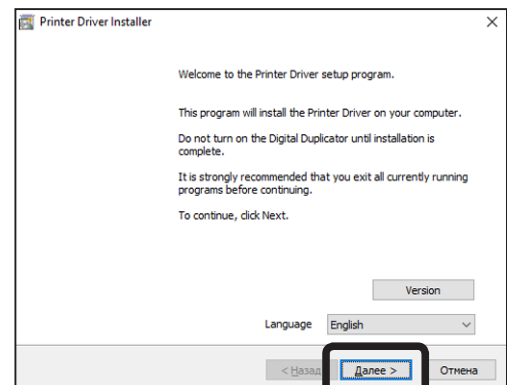 Printer Driver Installer
Welcome to the Printer Driver setup program.
This program will install the Printer Driver on your computer.
Do not turn on the Digital Duplicator until installation is
complete.
It is strongly recommended that you exit all currently running
programs before continuing.
To continue, click Next.
Version
Language English
< Назад Далее > Отмена